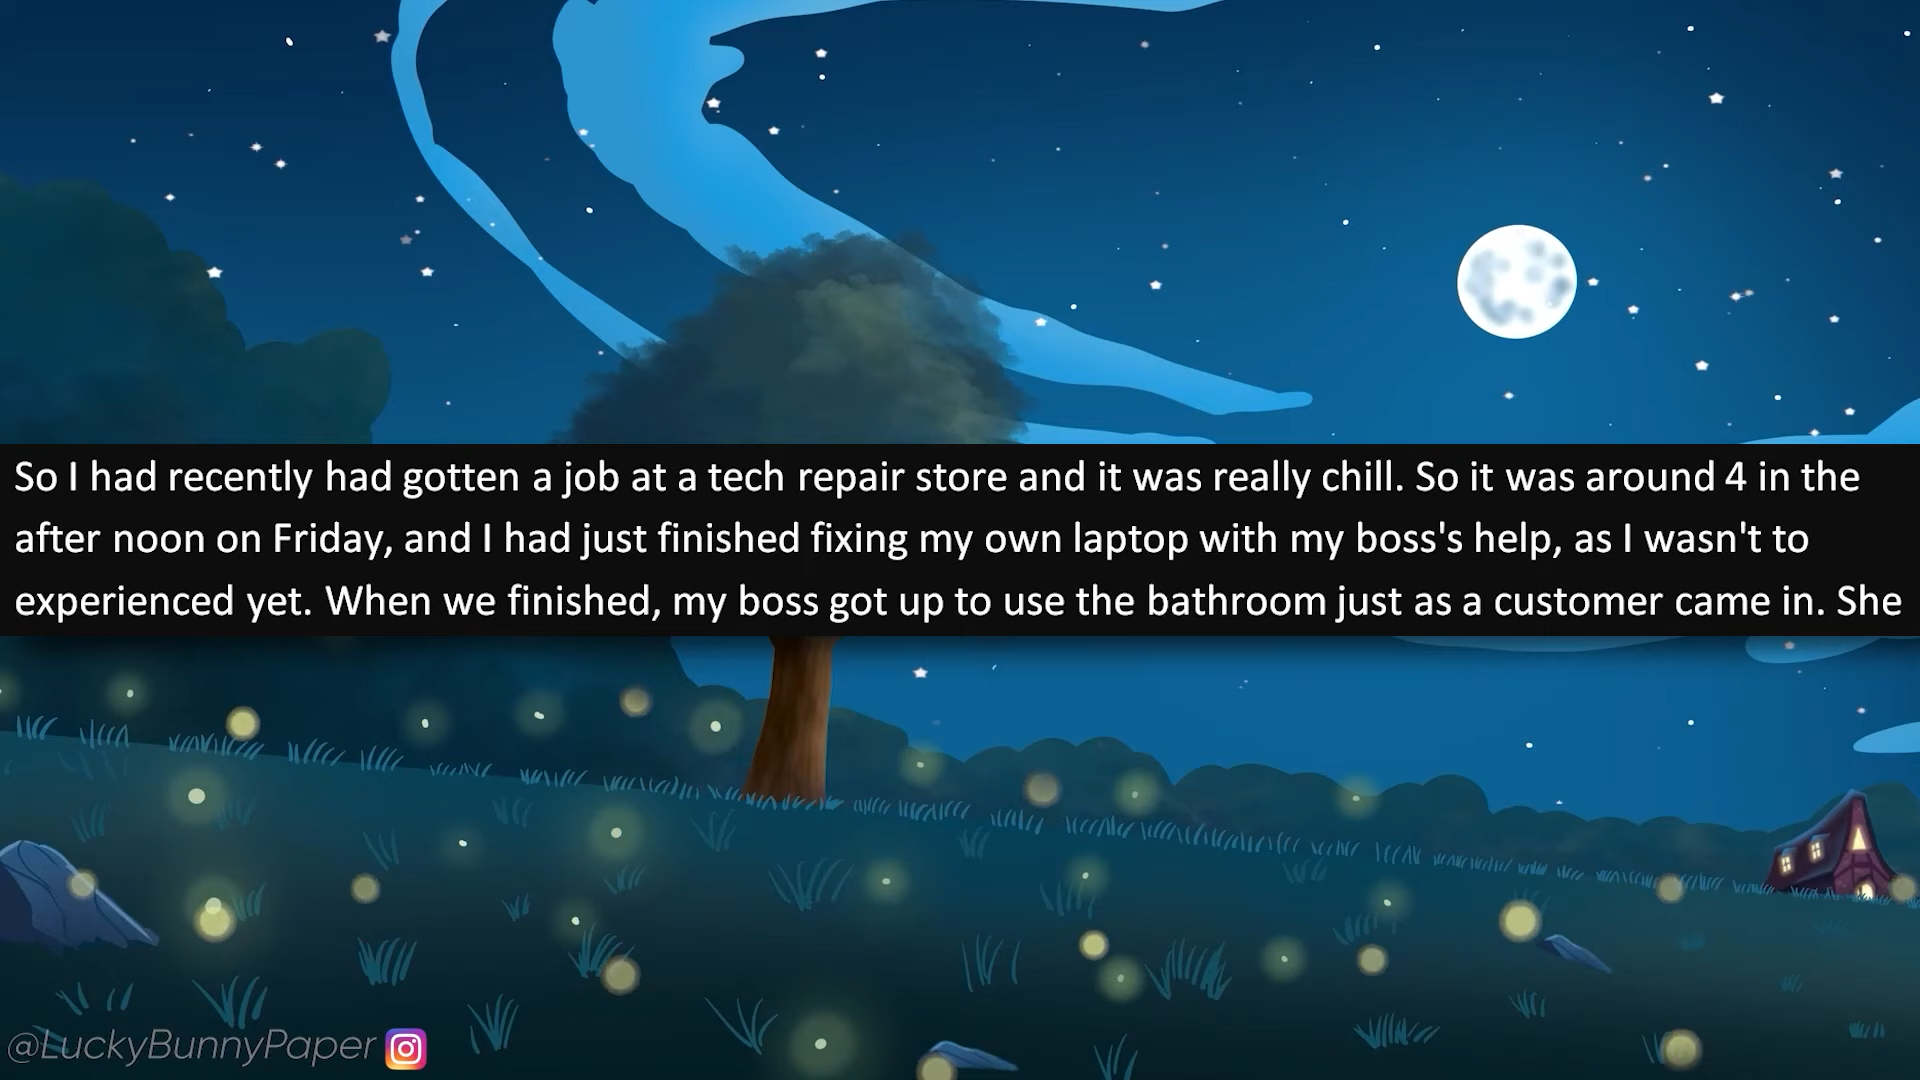 So I had recently had gotten a job at a tech repair store and it was really chill. So it was around 4 in the
after noon on Friday, and I had just finished fixing my own laptop with my boss's help, as I wasn't to
experienced yet. When we finished, my boss got up to use the bathroom just as a customer came in. She
@LuckyBunnyPaper